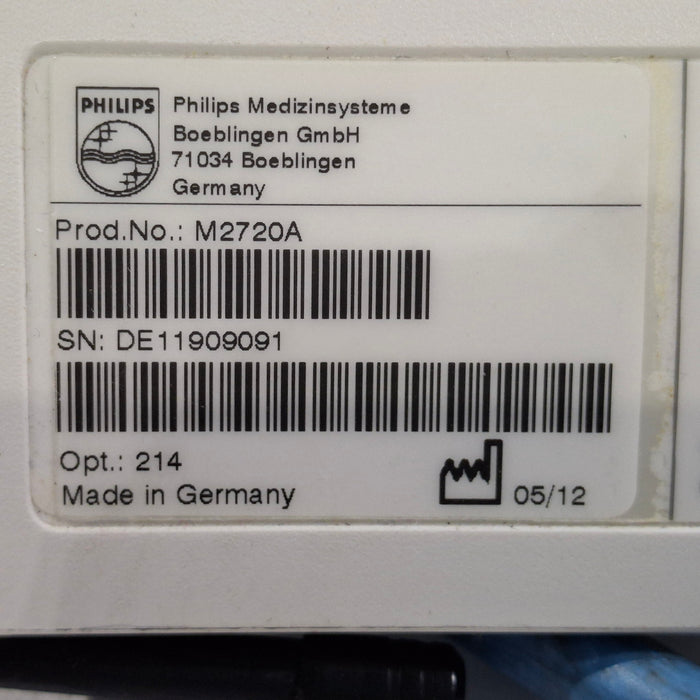 PHILIPS
Philips Medizinsysteme
Boeblingen GmbH
71034 Boeblingen
Germany
Prod.No.: M2720A
SN: DE11909091
Opt.: 214
Made in Germany
05/12